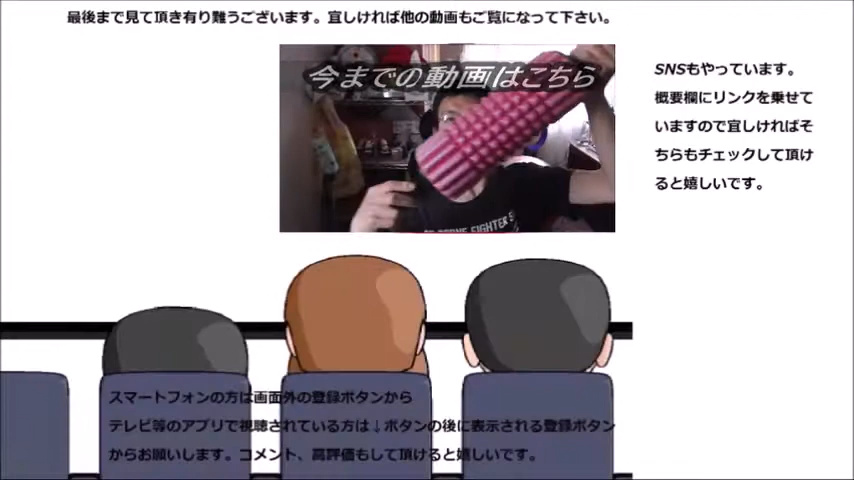 最後まで見て頂き有り難うございます。宜しければ他の動画もご覧になって下さい。
今までの動画はこちら
SNSもやっています。
概要欄にリンクを乗せて
いますので宜しければそ
ちらもチェックして頂け
ると嬉しいです。
FIGHTER
スマートフォンの方は画面外の登録ボタンから
テレビ等のアプリで視聴されている方は↓ボタンの後に表示される登録ボタン
からお願いします。コメント、高評価もして頂けると嬉しいです。